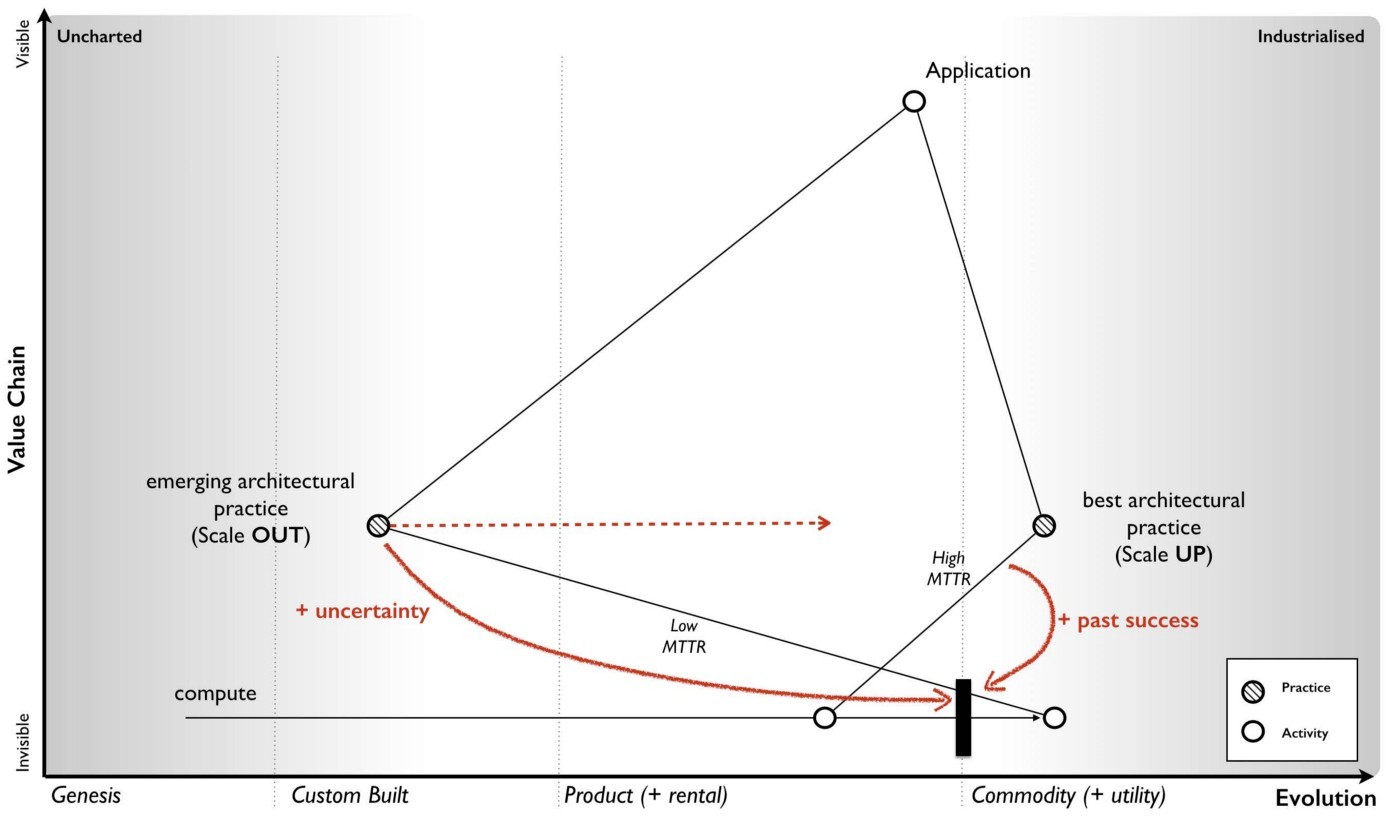 Visible
Uncharted
Industrialised
Application
Value Chain
emerging architectural
practice
(Scale OUT)
best architectural
practice
(Scale UP)
High
MTTR
+ uncertainty
+ past success
Low
MTTR
compute
Practice
Activity
Invisible
Genesis
Custom Built
Product (+ rental)
Commodity (+ utility)
Evolution